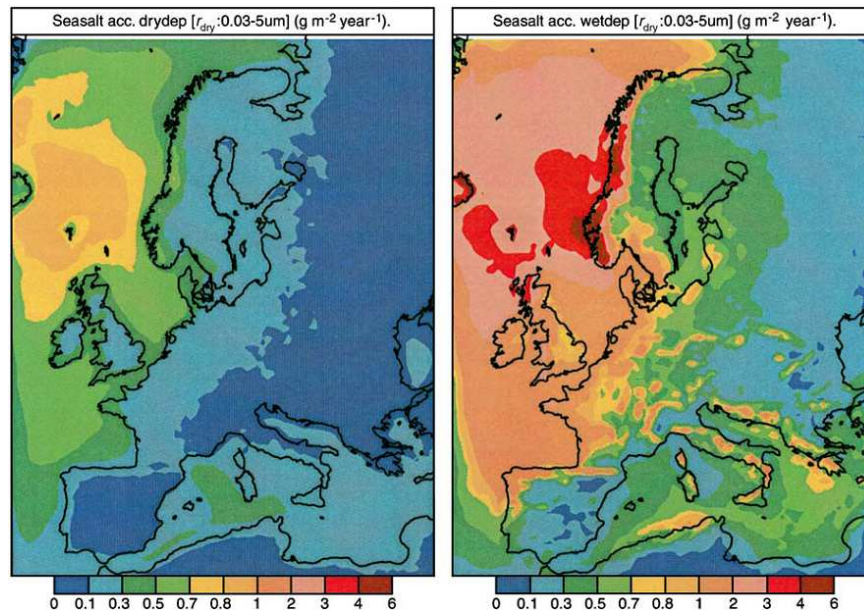 Seasalt acc. drydep [r_dry:0.03-5um] (g m⁻² year⁻¹).
Seasalt acc. wetdep [r_dry:0.03-5um] (g m⁻² year⁻¹).
0 0.1 0.3 0.5 0.7 0.8 1 2 3 4 6
0 0.1 0.3 0.5 0.7 0.8 1 2 3 4 6